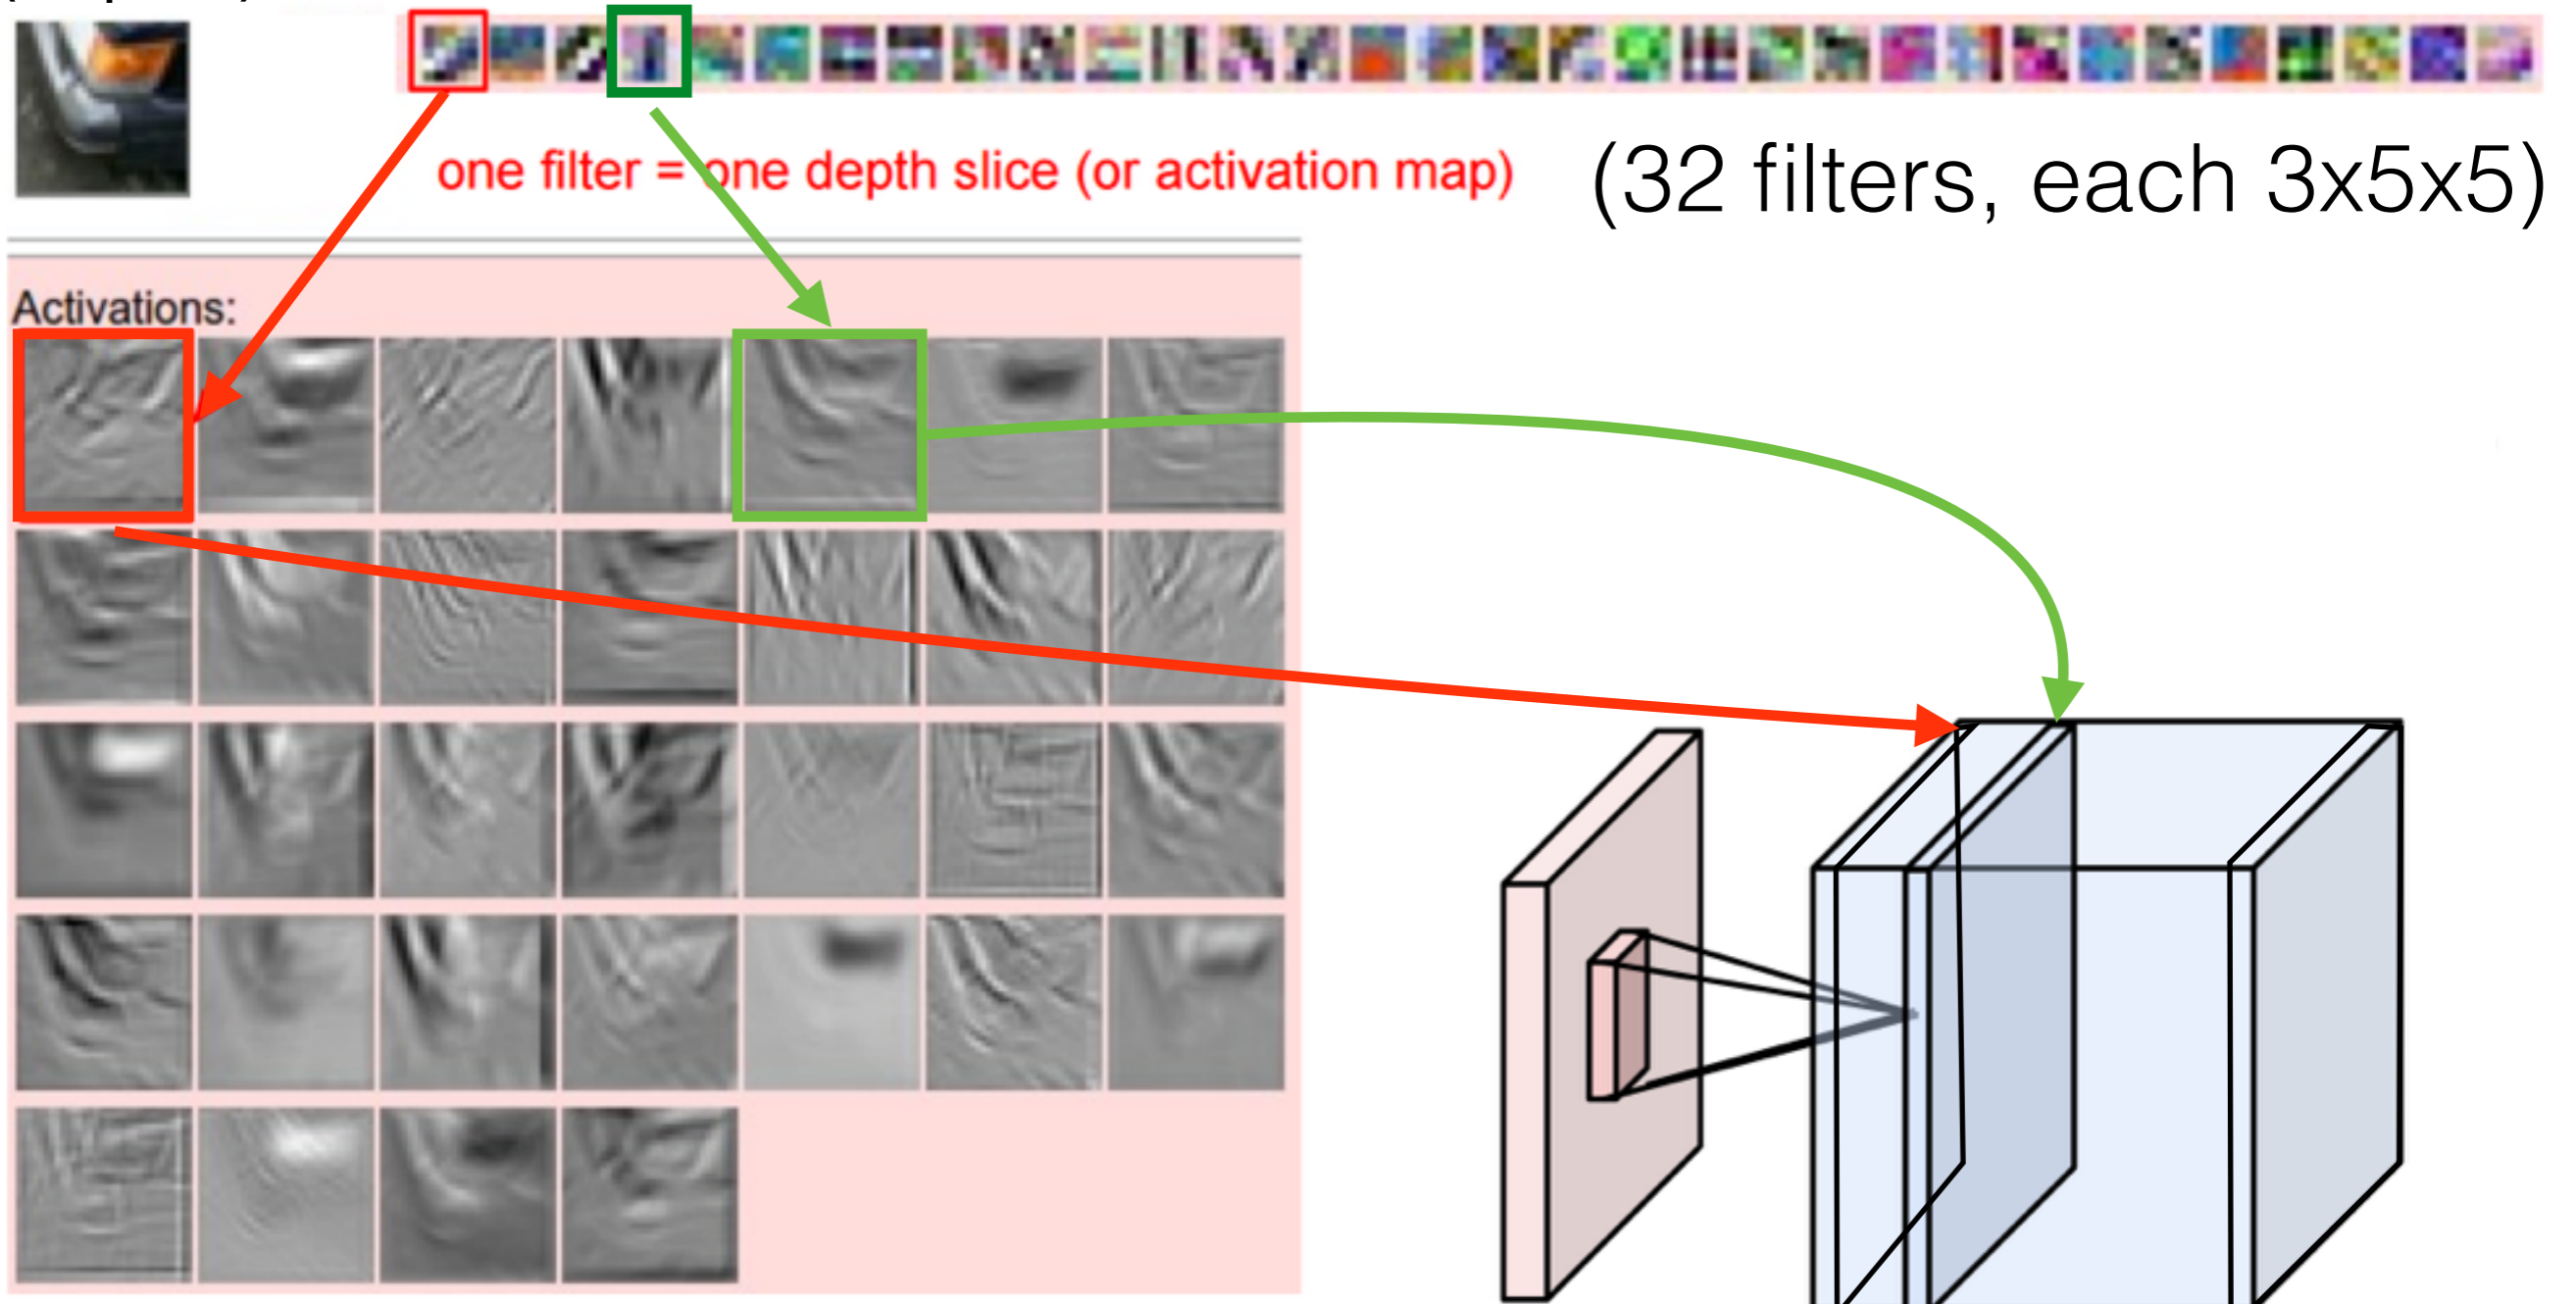 one filter = one depth slice (or activation map)
(32 filters, each 3x5x5)
Activations: